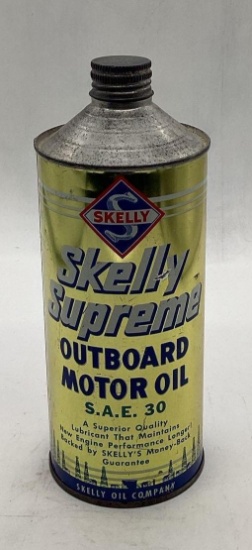 S
SKELLY
Skelly
Supreme
OUTBOARD
MOTOR OIL
S.A.E. 30
A Superior Quality
Lubricant That Maintains
New Engine Performance Longer!
Backed by SKELLY'S Money-Back
Guarantee
SKELLY OIL COMPANY